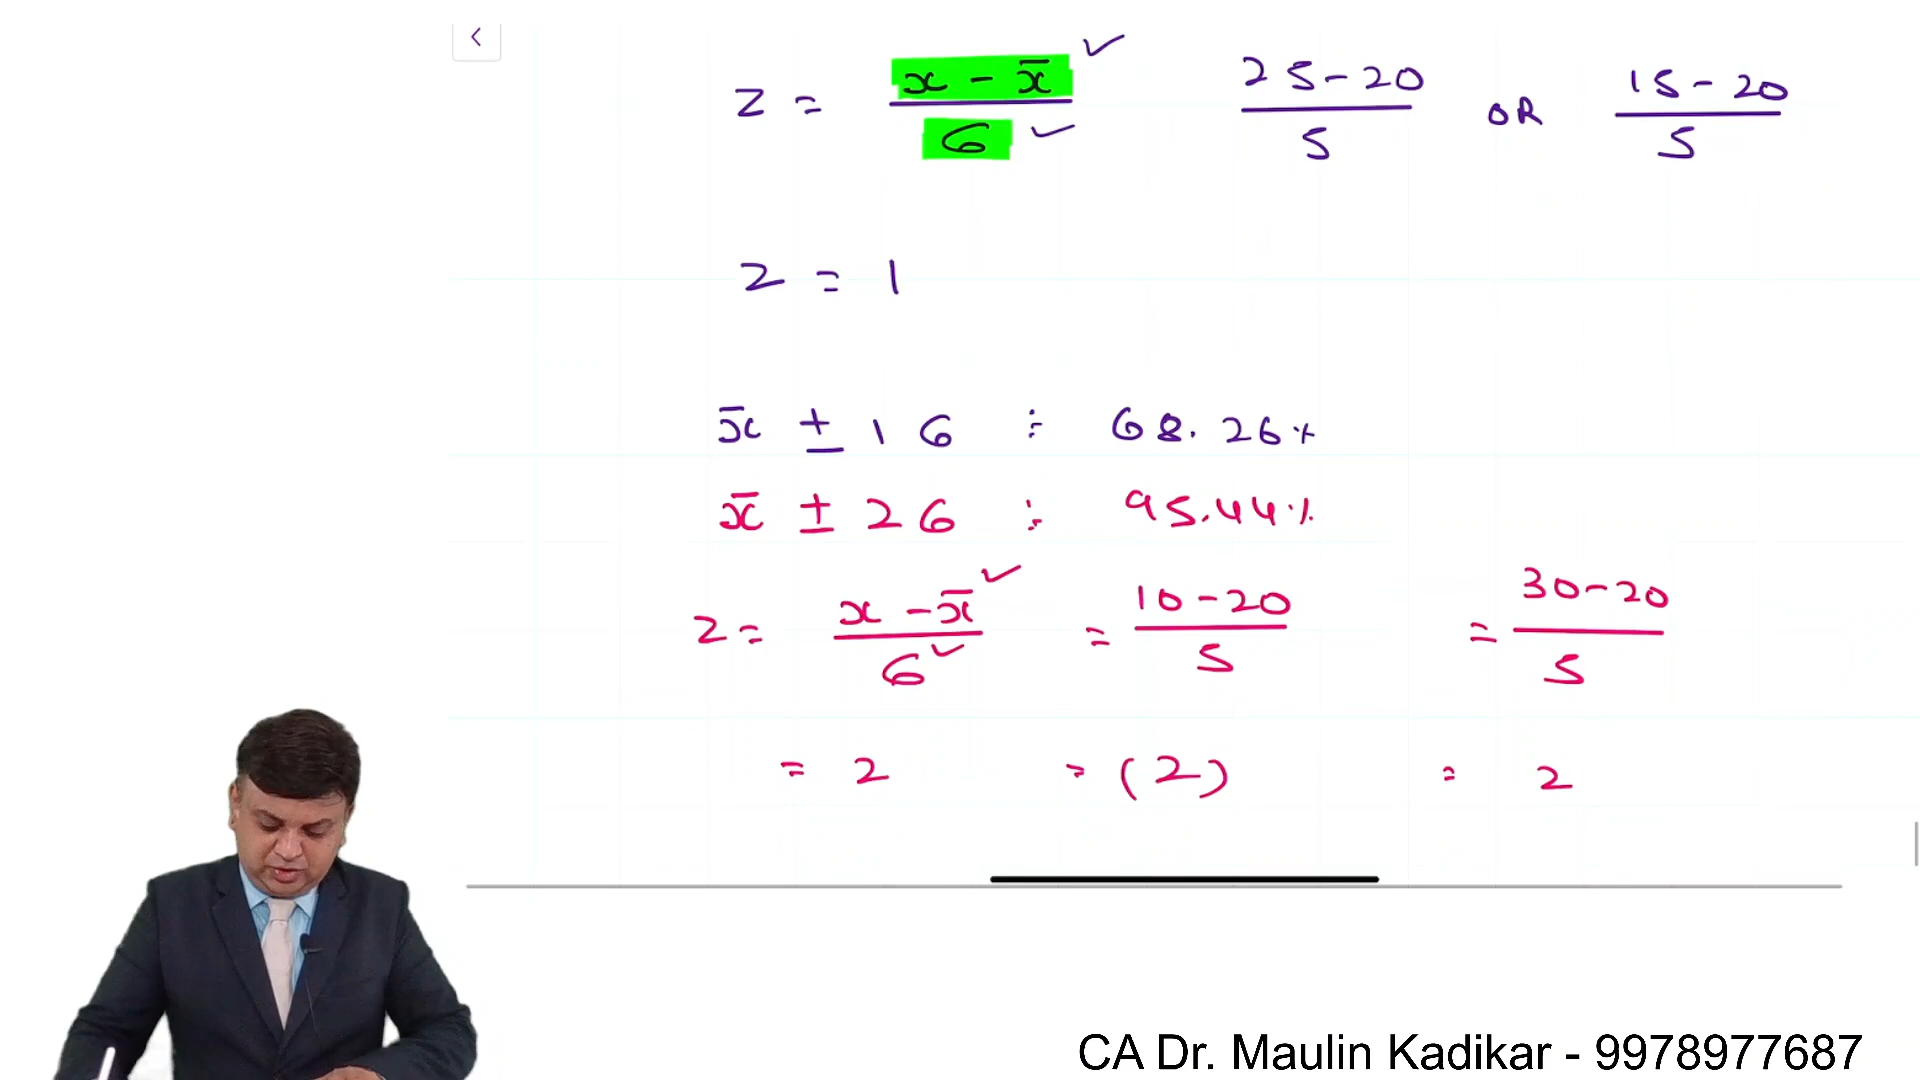 z = x - x̄ / σ ✓ ✓ 25-20 / 5 OR 15-20 / 5
z = 1
x̄ ± 1σ : 68.26%
x̄ ± 2σ : 95.44%
z = x - x̄ / σ ✓ ✓ = 10-20 / 5 = 30-20 / 5
= 2 = (2) = 2
CA Dr. Maulin Kadikar - 9978977687